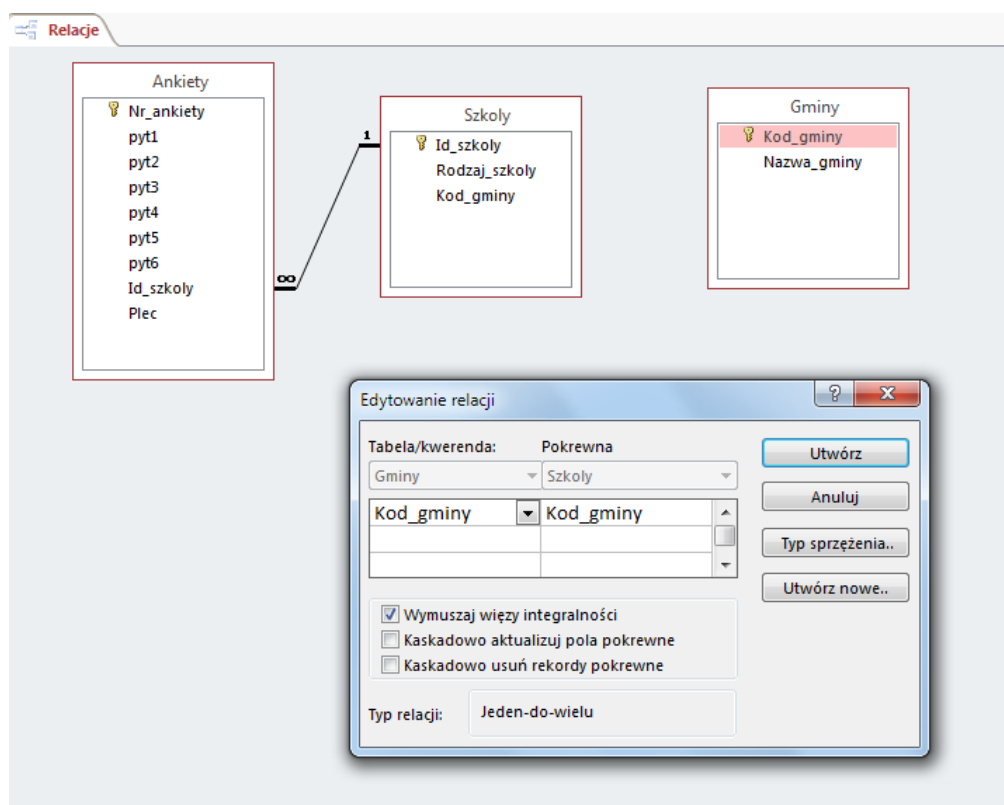 Relacje
Ankiety
Nr_ankiety
pyt1
pyt2
pyt3
pyt4
pyt5
pyt6
Id_szkoly
Plec
1
∞
Szkoly
Id_szkoly
Rodzaj_szkoly
Kod_gminy
Gminy
Kod_gminy
Nazwa_gminy
Edytowanie relacji
? X
Tabela/kwerenda: Pokrewna
Gminy Szkoly
Kod_gminy Kod_gminy
Wymuszaj więzy integralności
Kaskadowo aktualizuj pola pokrewne
Kaskadowo usuń rekordy pokrewne
Typ relacji: Jeden-do-wielu
Utwórz
Anuluj
Typ sprzężenia..
Utwórz nowe..